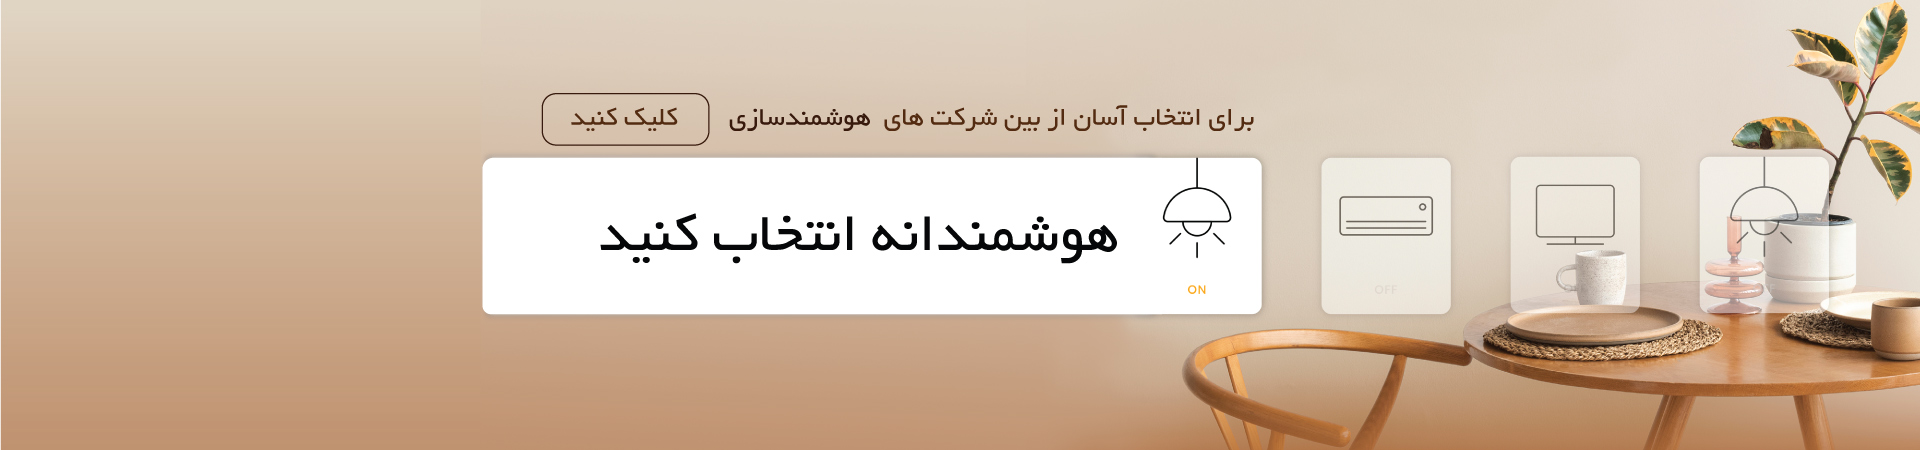 برای انتخاب آسان از بین شرکت های هوشمندسازی
کلیک کنید
هوشمندانه انتخاب کنید
ON
OFF